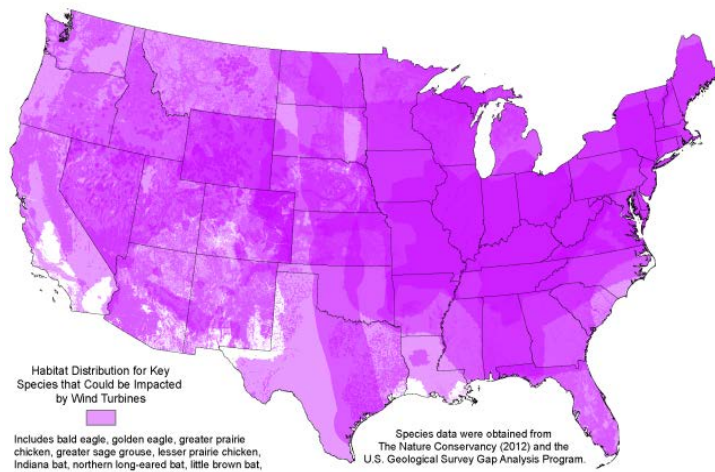 Habitat Distribution for Key
Species that Could be Impacted
by Wind Turbines
Includes bald eagle, golden eagle, greater prairie
chicken, greater sage grouse, lesser prairie chicken,
Indiana bat, northern long-eared bat, little brown bat,
Species data were obtained from
The Nature Conservancy (2012) and the
U.S. Geological Survey Gap Analysis Program.